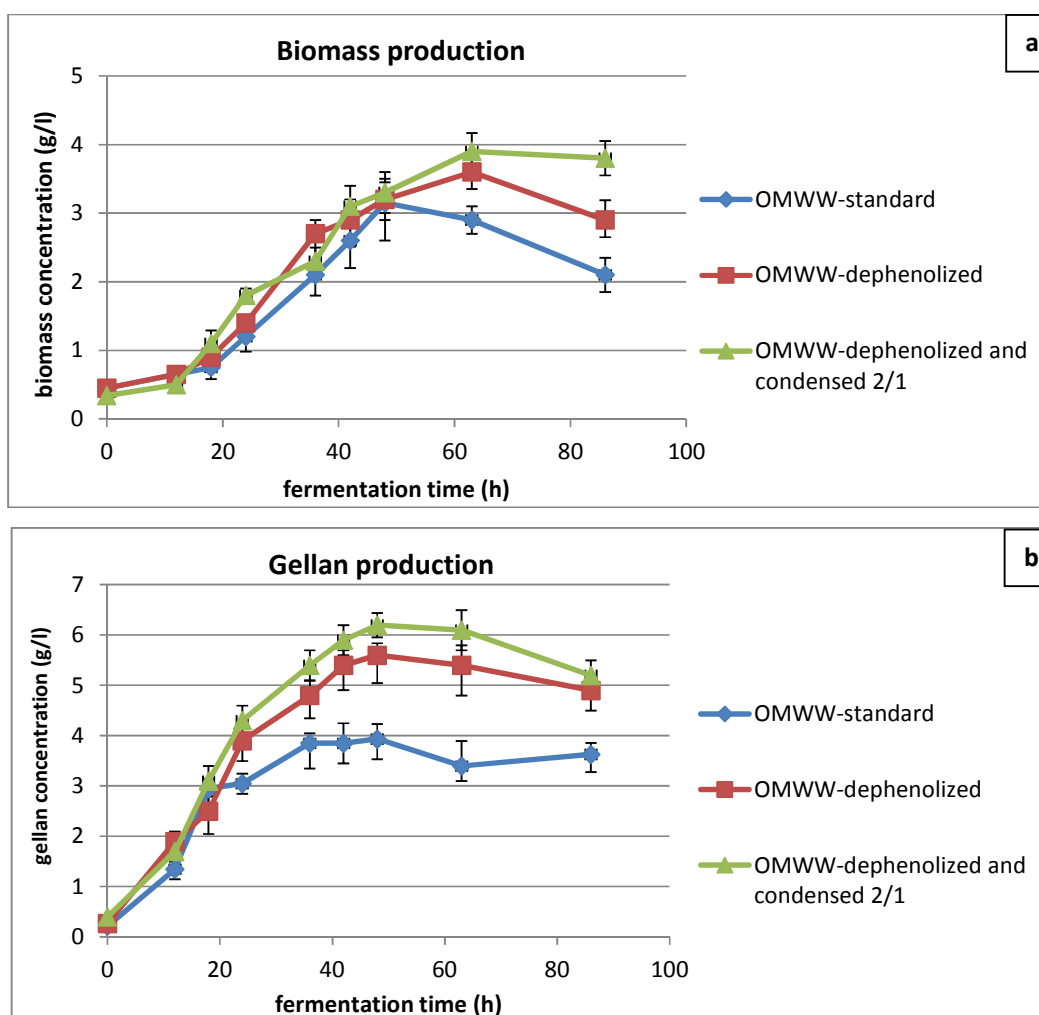 a
Biomass production
biomass concentration (g/l)
5
4
3
2
1
0
0 20 40 60 80 100
fermentation time (h)
OMWW-standard
OMWW-dephenolized
OMWW-dephenolized and
condensed 2/1
b
Gellan production
gellan concentration (g/l)
7
6
5
4
3
2
1
0
0 20 40 60 80 100
fermentation time (h)
OMWW-standard
OMWW-dephenolized
OMWW-dephenolized and
condensed 2/1